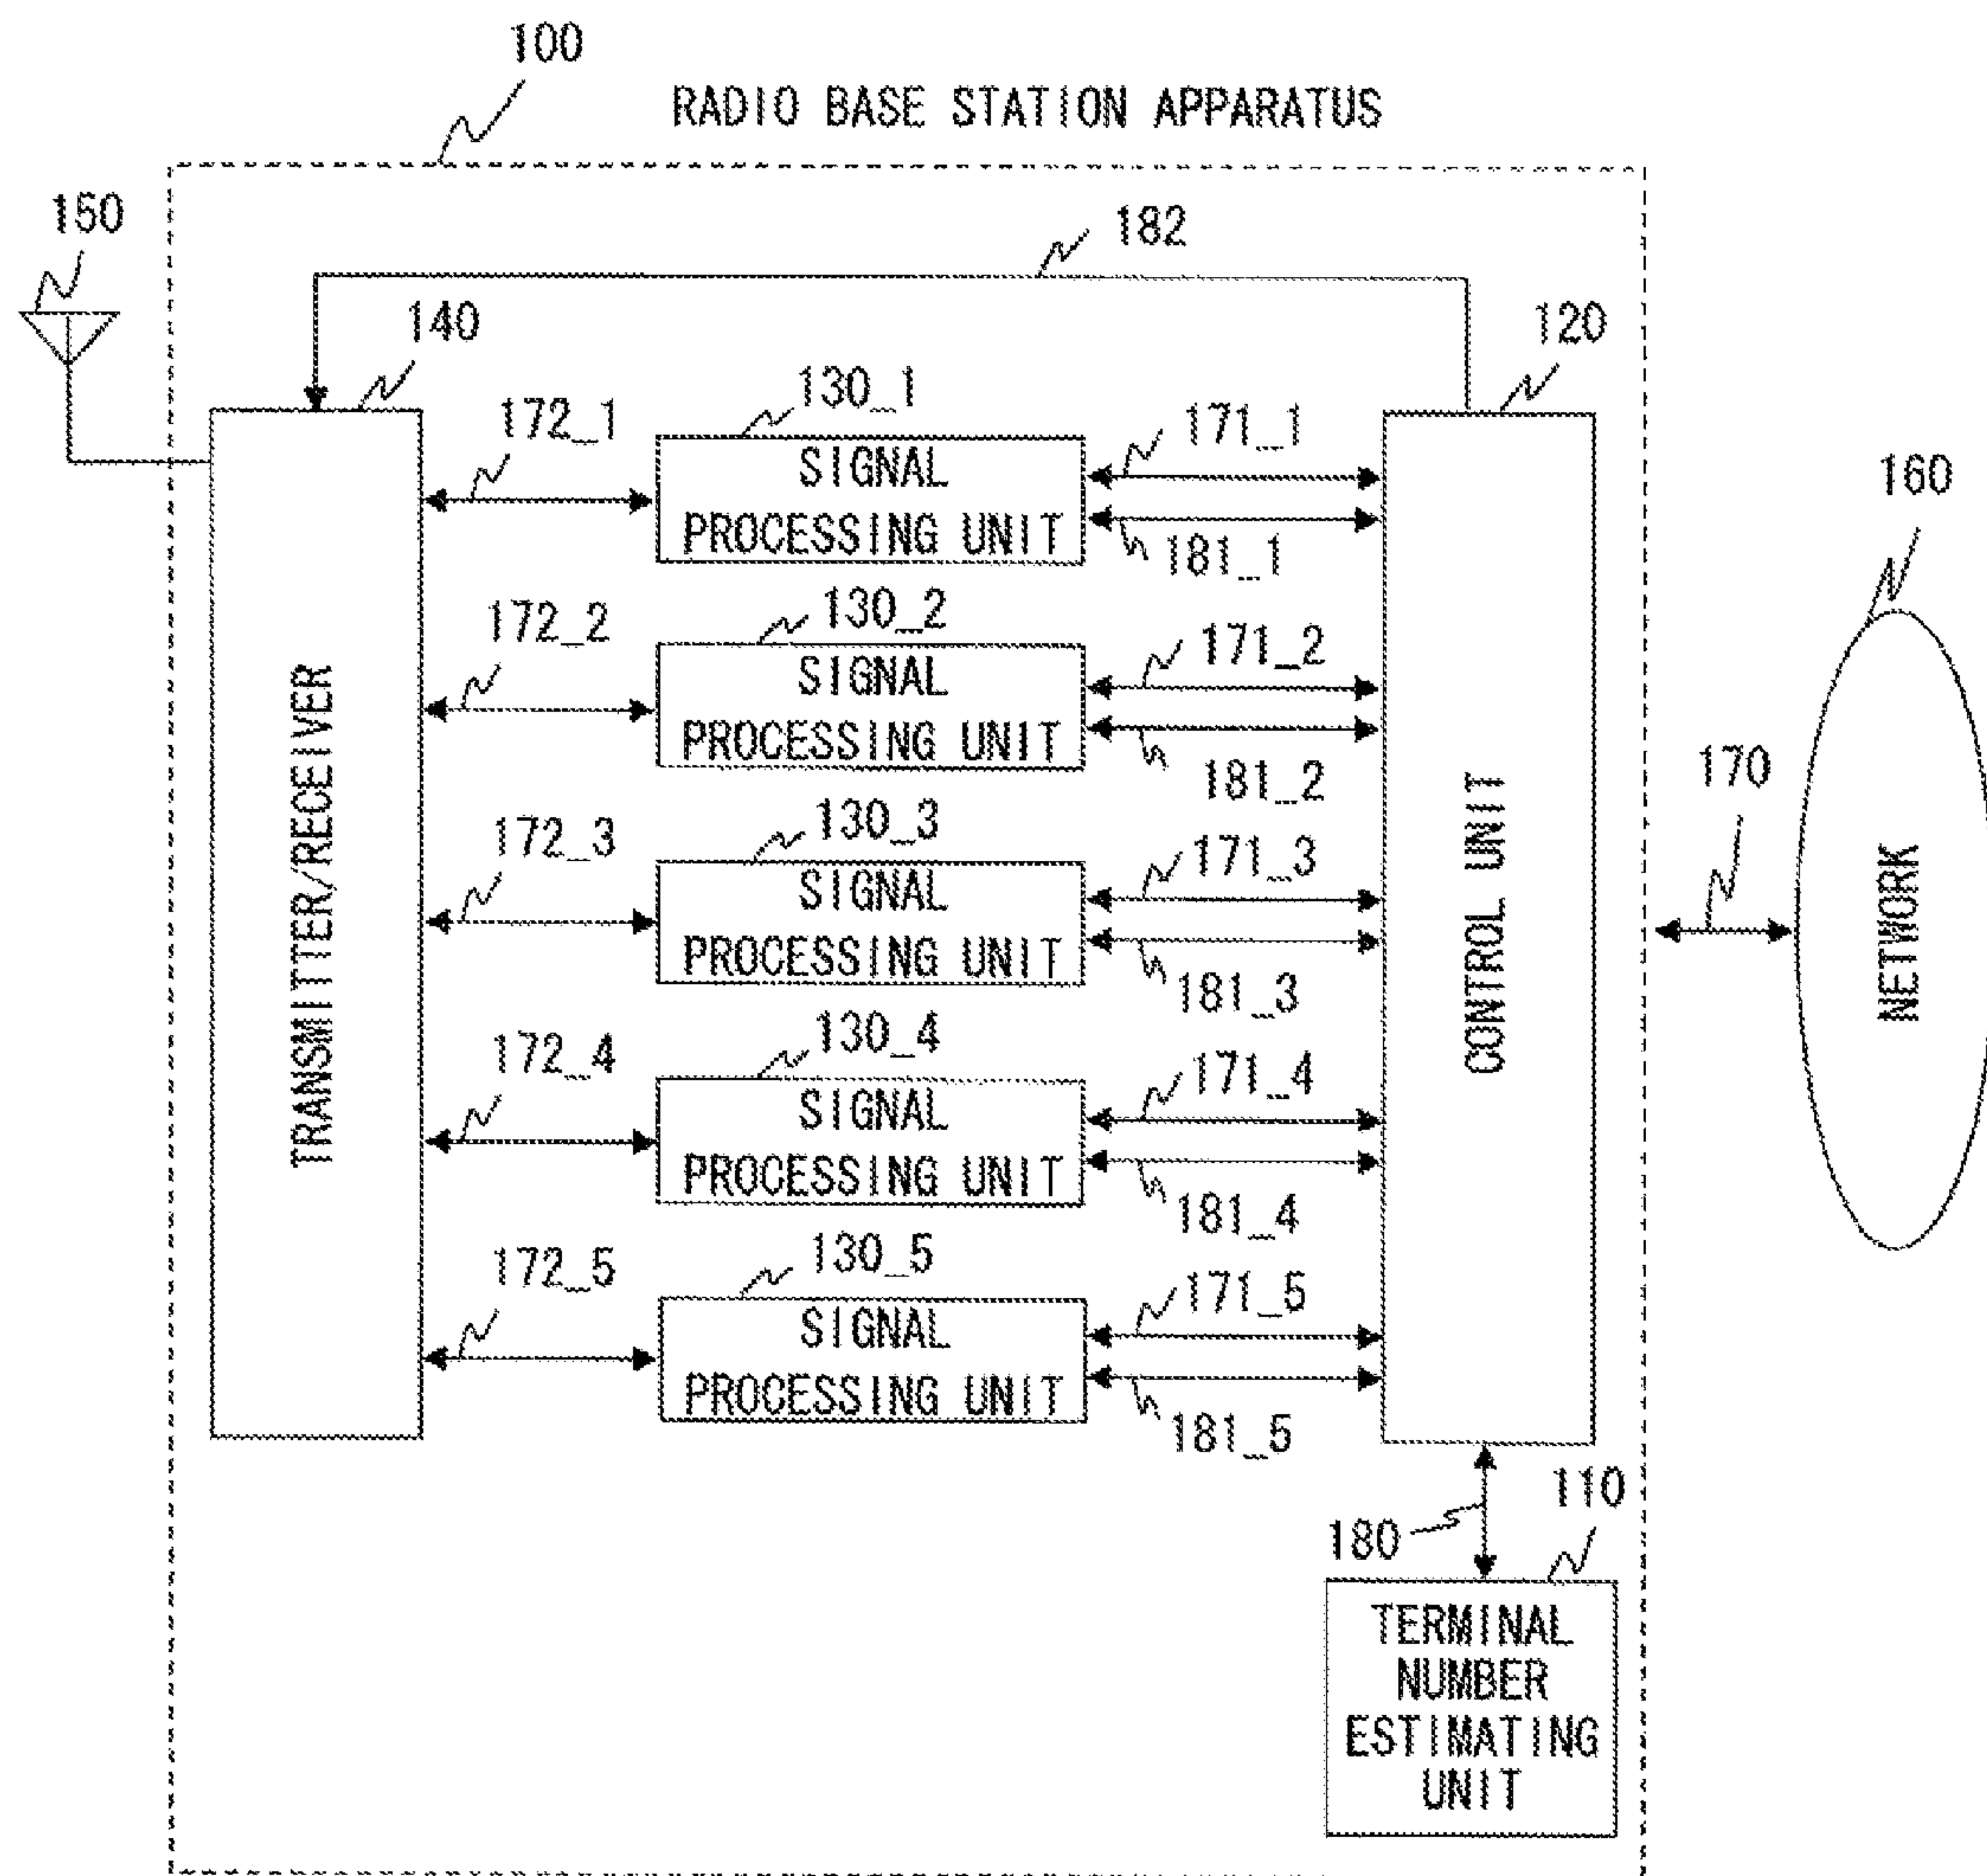 100
RADIO BASE STATION APPARATUS
150
182
140
120
130_1
172_1
171_1
SIGNAL
PROCESSING UNIT
181_1
160
172_2
130_2
171_2
SIGNAL
PROCESSING UNIT
181_2
170
172_3
130_3
171_3
SIGNAL
PROCESSING UNIT
181_3
TRANSMITTER/RECEIVER
CONTROL UNIT
NETWORK
172_4
130_4
171_4
SIGNAL
PROCESSING UNIT
181_4
172_5
130_5
171_5
SIGNAL
PROCESSING UNIT
181_5
110
180
TERMINAL
NUMBER
ESTIMATING
UNIT